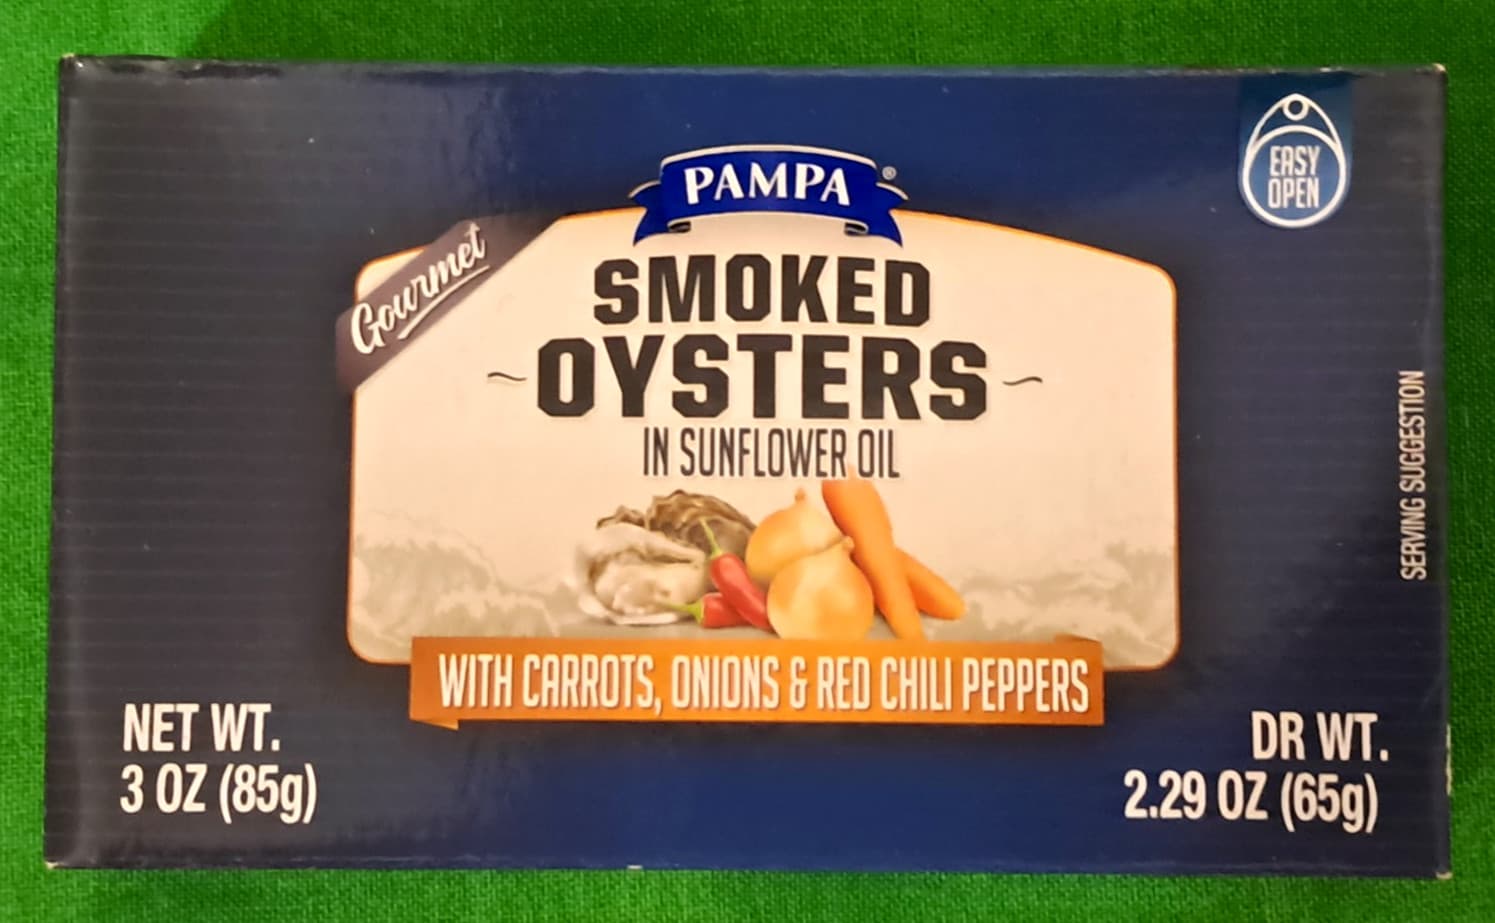 PAMPA®
EASY
OPEN
Gourmet
SMOKED
~OYSTERS~
IN SUNFLOWER OIL
SERVING SUGGESTION
WITH CARROTS, ONIONS & RED CHILI PEPPERS
NET WT.
3 OZ (85g)
DR WT.
2.29 OZ (65g)